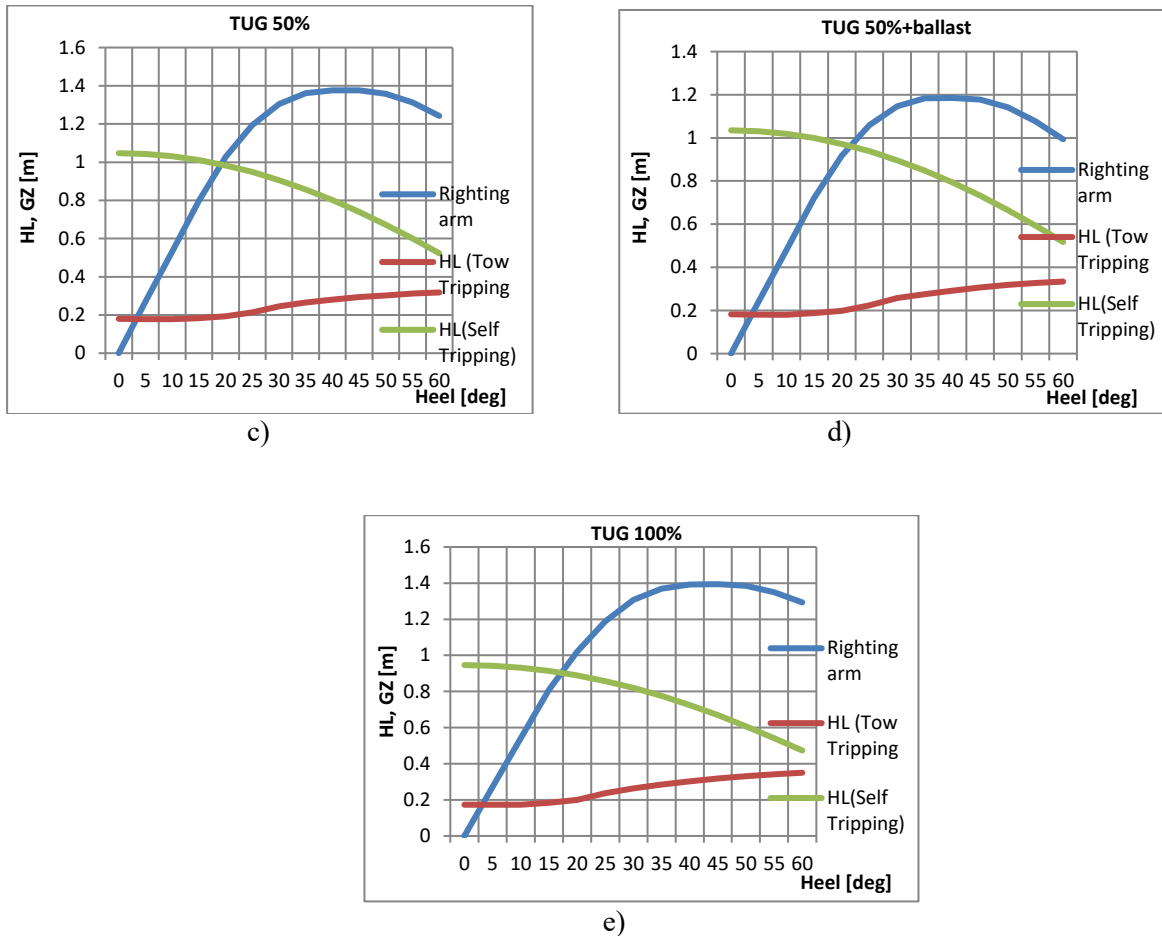 TUG 50%
HL, GZ [m]
1.6
1.4
1.2
1
0.8
0.6
0.4
0.2
0
0 5 10 15 20 25 30 35 40 45 50 55 60
Heel [deg]
Righting
arm
HL (Tow
Tripping
HL(Self
Tripping)
c)
TUG 50%+ballast
HL, GZ [m]
1.4
1.2
1
0.8
0.6
0.4
0.2
0
0 5 10 15 20 25 30 35 40 45 50 55 60
Heel [deg]
Righting
arm
HL (Tow
Tripping
HL(Self
Tripping)
d)
TUG 100%
HL, GZ [m]
1.6
1.4
1.2
1
0.8
0.6
0.4
0.2
0
0 5 10 15 20 25 30 35 40 45 50 55 60
Heel [deg]
Righting
arm
HL (Tow
Tripping
HL(Self
Tripping)
e)